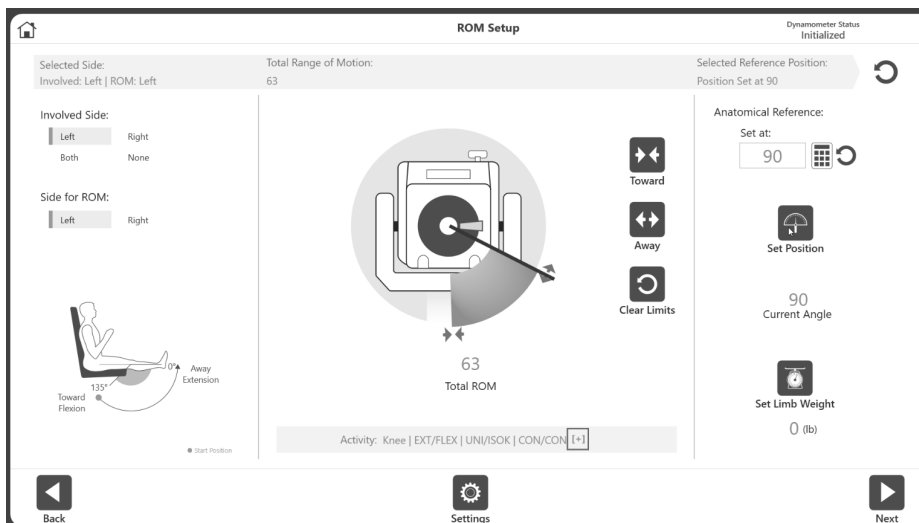 ROM Setup
Dynamometer Status
Initialized
Selected Side:
Involved: Left | ROM: Left
Total Range of Motion:
63
Selected Reference Position:
Position Set at 90
Involved Side:
Left Right
Both None
Side for ROM:
Left Right
0°
Away
Extension
135°
Toward
Flexion
Start Position
Toward
Away
Clear Limits
63
Total ROM
Activity: Knee | EXT/FLEX | UNI/ISOK | CON/CON [+]
Anatomical Reference:
Set at:
90
Set Position
90
Current Angle
Set Limb Weight
0 (lb)
Back
Settings
Next